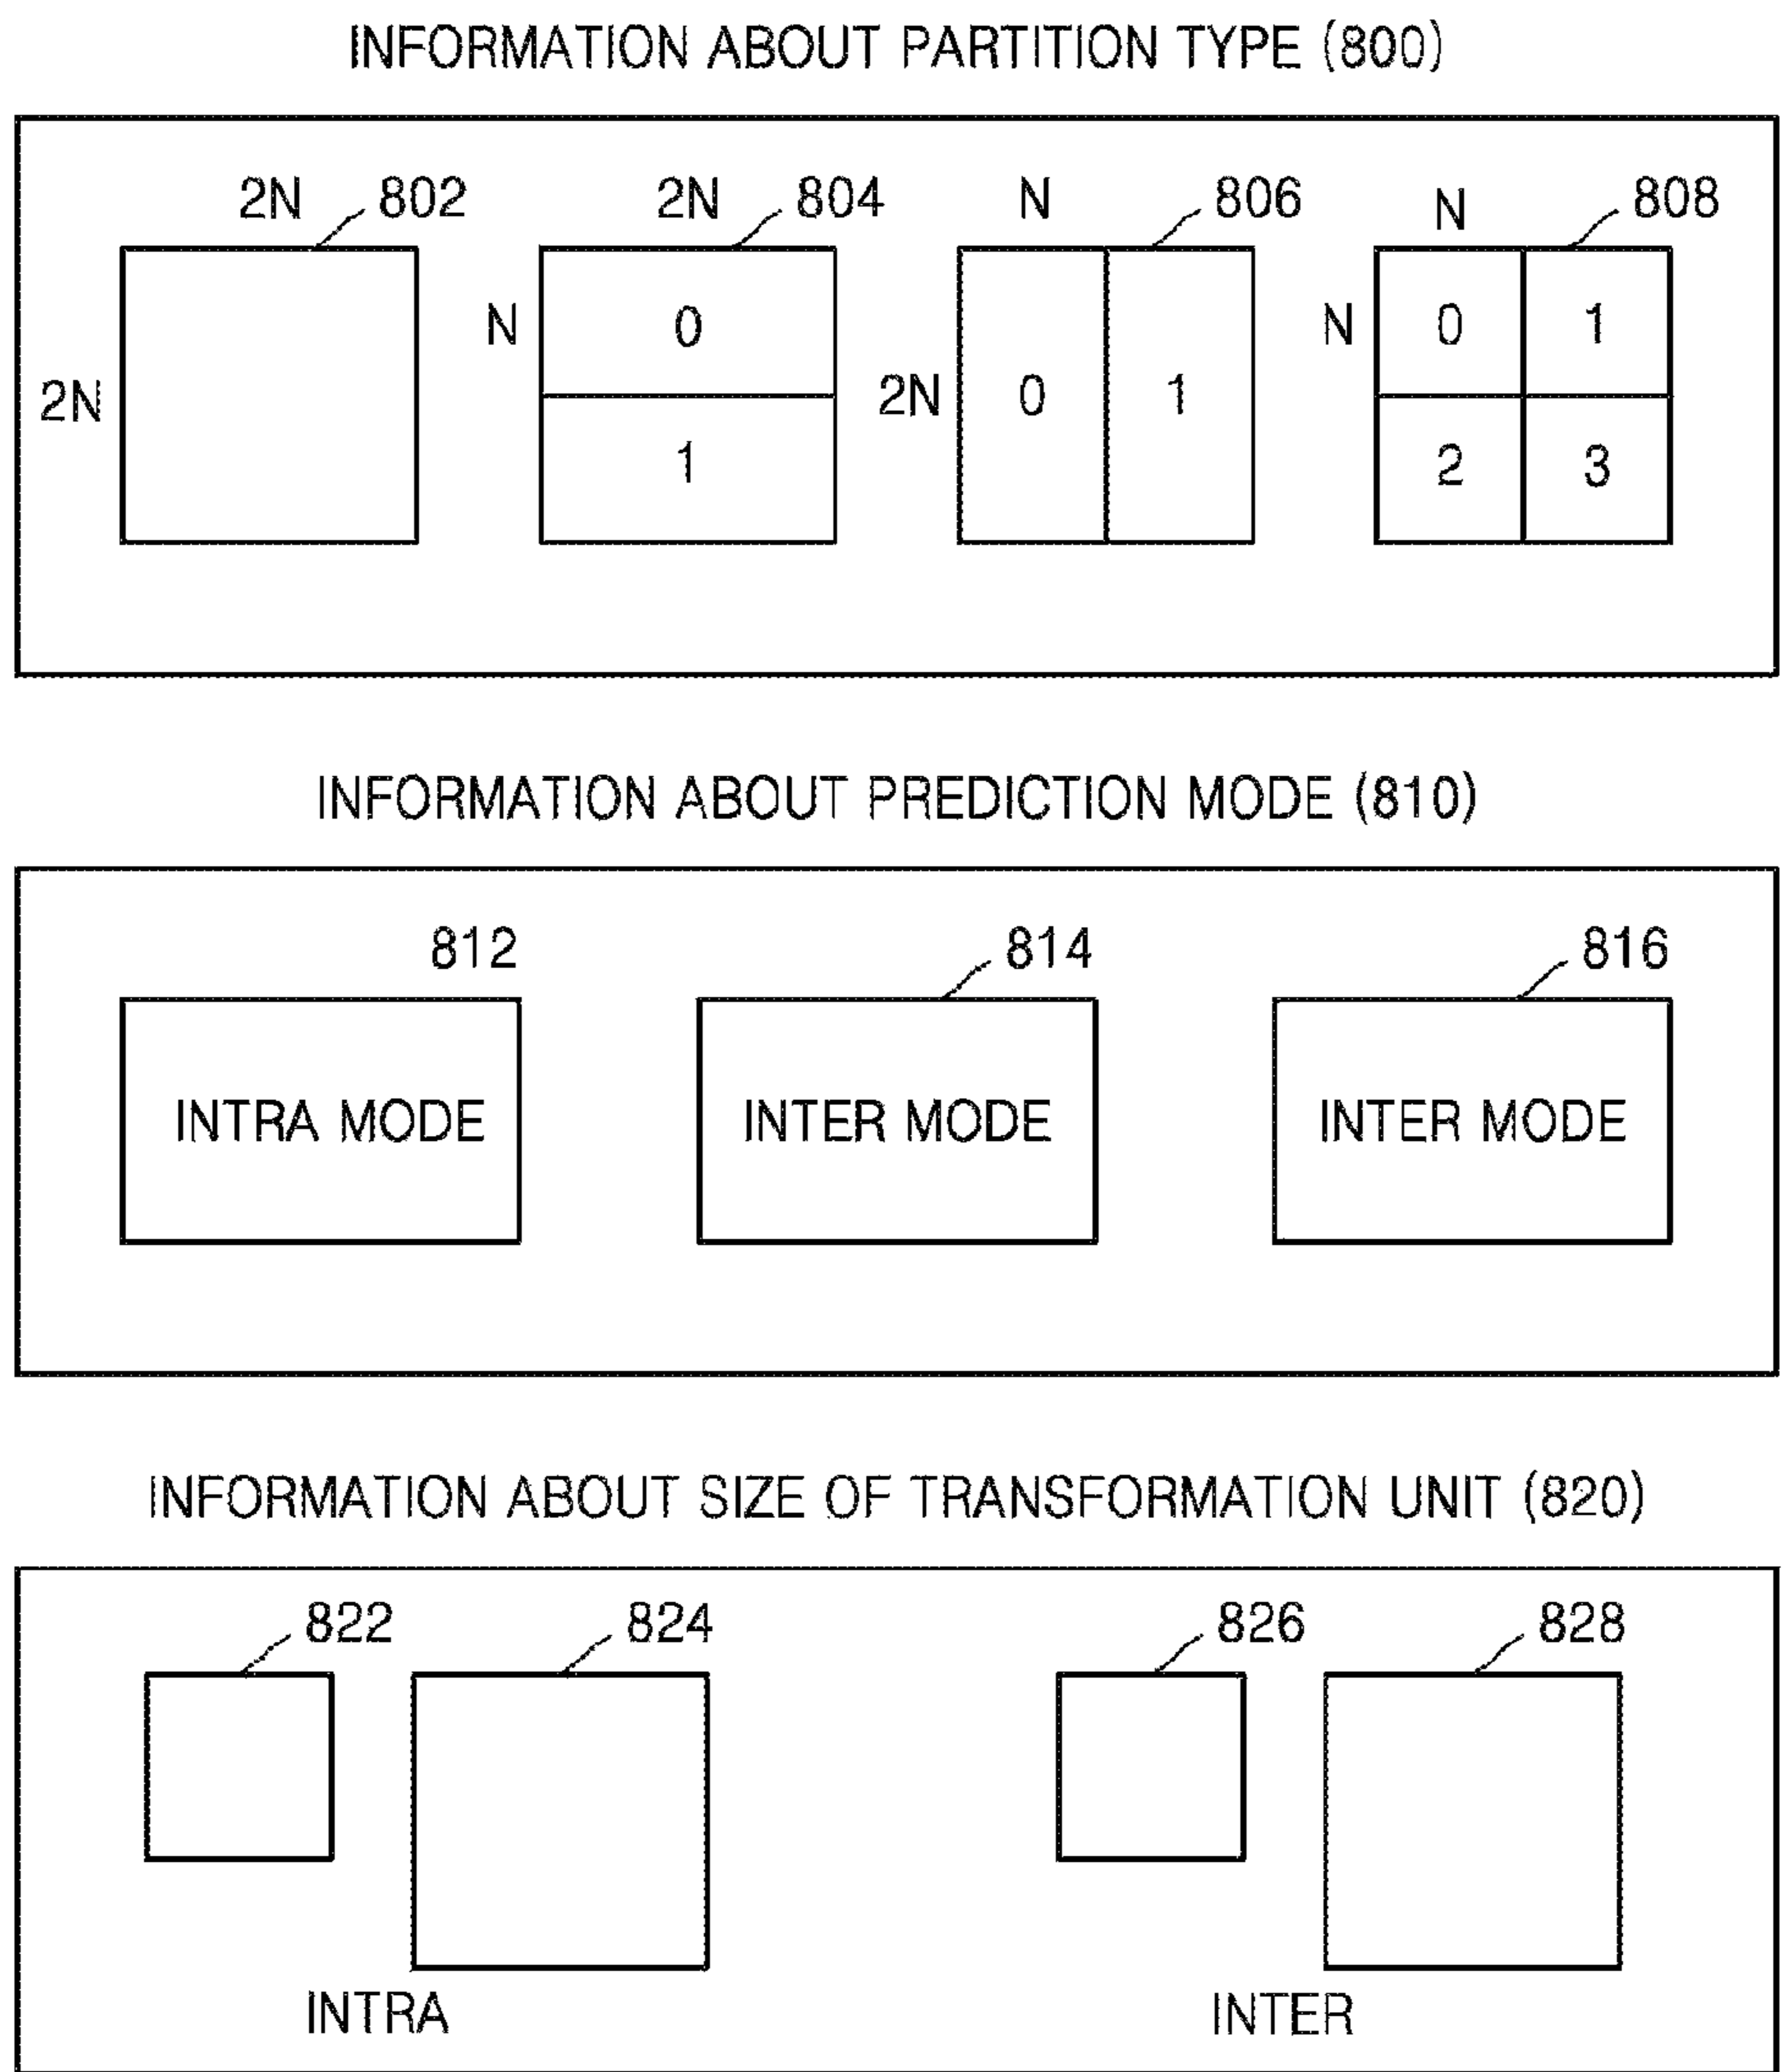 INFORMATION ABOUT PARTITION TYPE (800)
2N 802 2N 804 N 806 N 808
N 0 N 0 1
2N 2N 0 1
1 2 3
INFORMATION ABOUT PREDICTION MODE (810)
812 814 816
INTRA MODE INTER MODE INTER MODE
INFORMATION ABOUT SIZE OF TRANSFORMATION UNIT (820)
822 824 826 828
INTRA INTER